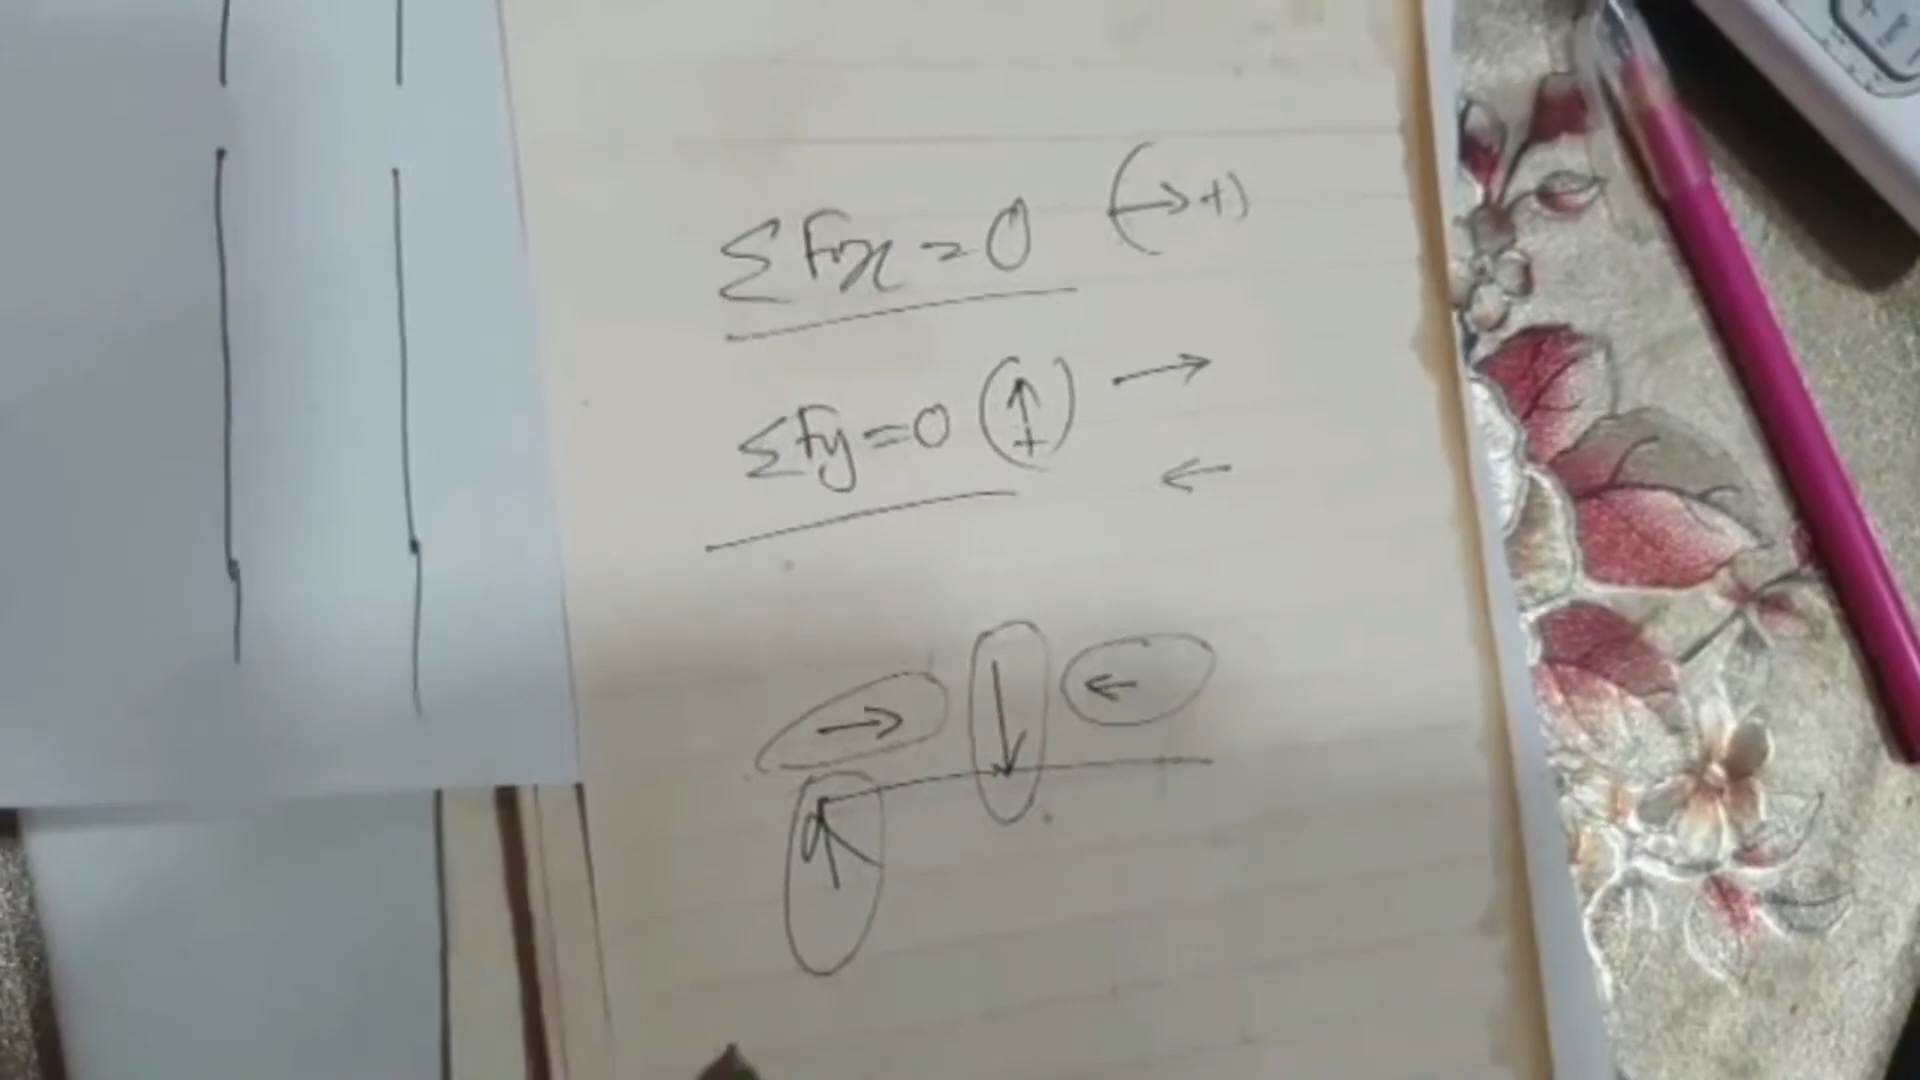 ΣFx = 0 (→+)
ΣFy = 0 (↑+) →
←
→ ↓ ←
↑